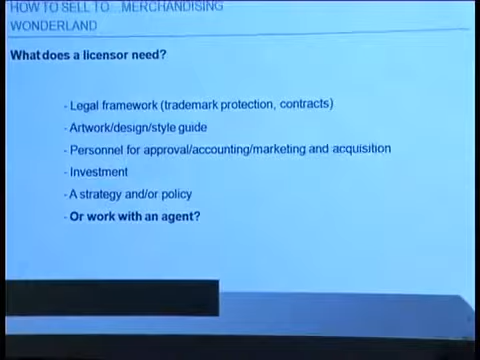 HOW TO SELL TO MERCHANDISING
WONDERLAND
What does a licensor need?
- Legal framework (trademark protection, contracts)
- Artwork/design/style guide
- Personnel for approval/accounting/marketing and acquisition
- Investment
- A strategy and/or policy
- Or work with an agent?